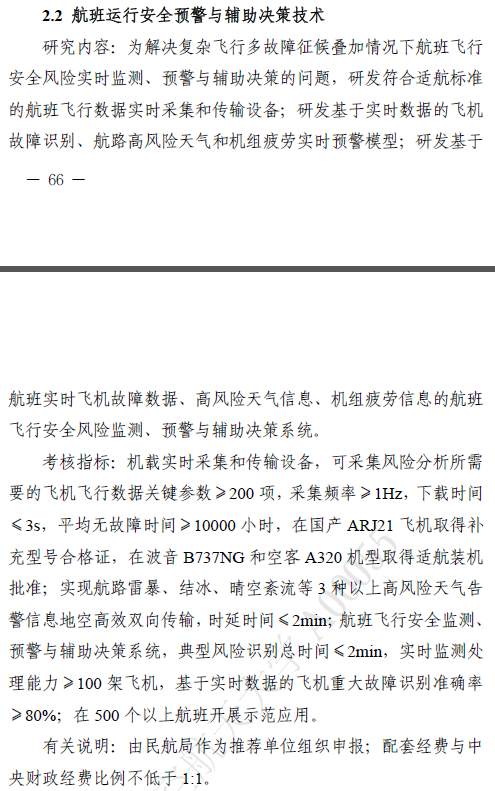 2.2 航班运行安全预警与辅助决策技术
研究内容：为解决复杂飞行多故障征候叠加情况下航班飞行
安全风险实时监测、预警与辅助决策的问题，研发符合适航标准
的航班飞行数据实时采集和传输设备；研发基于实时数据的飞机
故障识别、航路高风险天气和机组疲劳实时预警模型；研发基于
— 66 —
航班实时飞机故障数据、高风险天气信息、机组疲劳信息的航班
飞行安全风险监测、预警与辅助决策系统。
考核指标：机载实时采集和传输设备，可采集风险分析所需
要的飞机飞行数据关键参数≥200 项，采集频率≥1Hz，下载时间
≤3s，平均无故障时间≥10000 小时，在国产 ARJ21 飞机取得补
充型号合格证，在波音 B737NG 和空客 A320 机型取得适航装机
批准；实现航路雷暴、结冰、晴空紊流等 3 种以上高风险天气告
警信息地空高效双向传输，时延时间≤2min；航班飞行安全监测、
预警与辅助决策系统，典型风险识别总时间≤2min，实时监测处
理能力≥100 架飞机，基于实时数据的飞机重大故障识别准确率
≥80%；在 500 个以上航班开展示范应用。
有关说明：由民航局作为推荐单位组织申报；配套经费与中
央财政经费比例不低于 1:1。